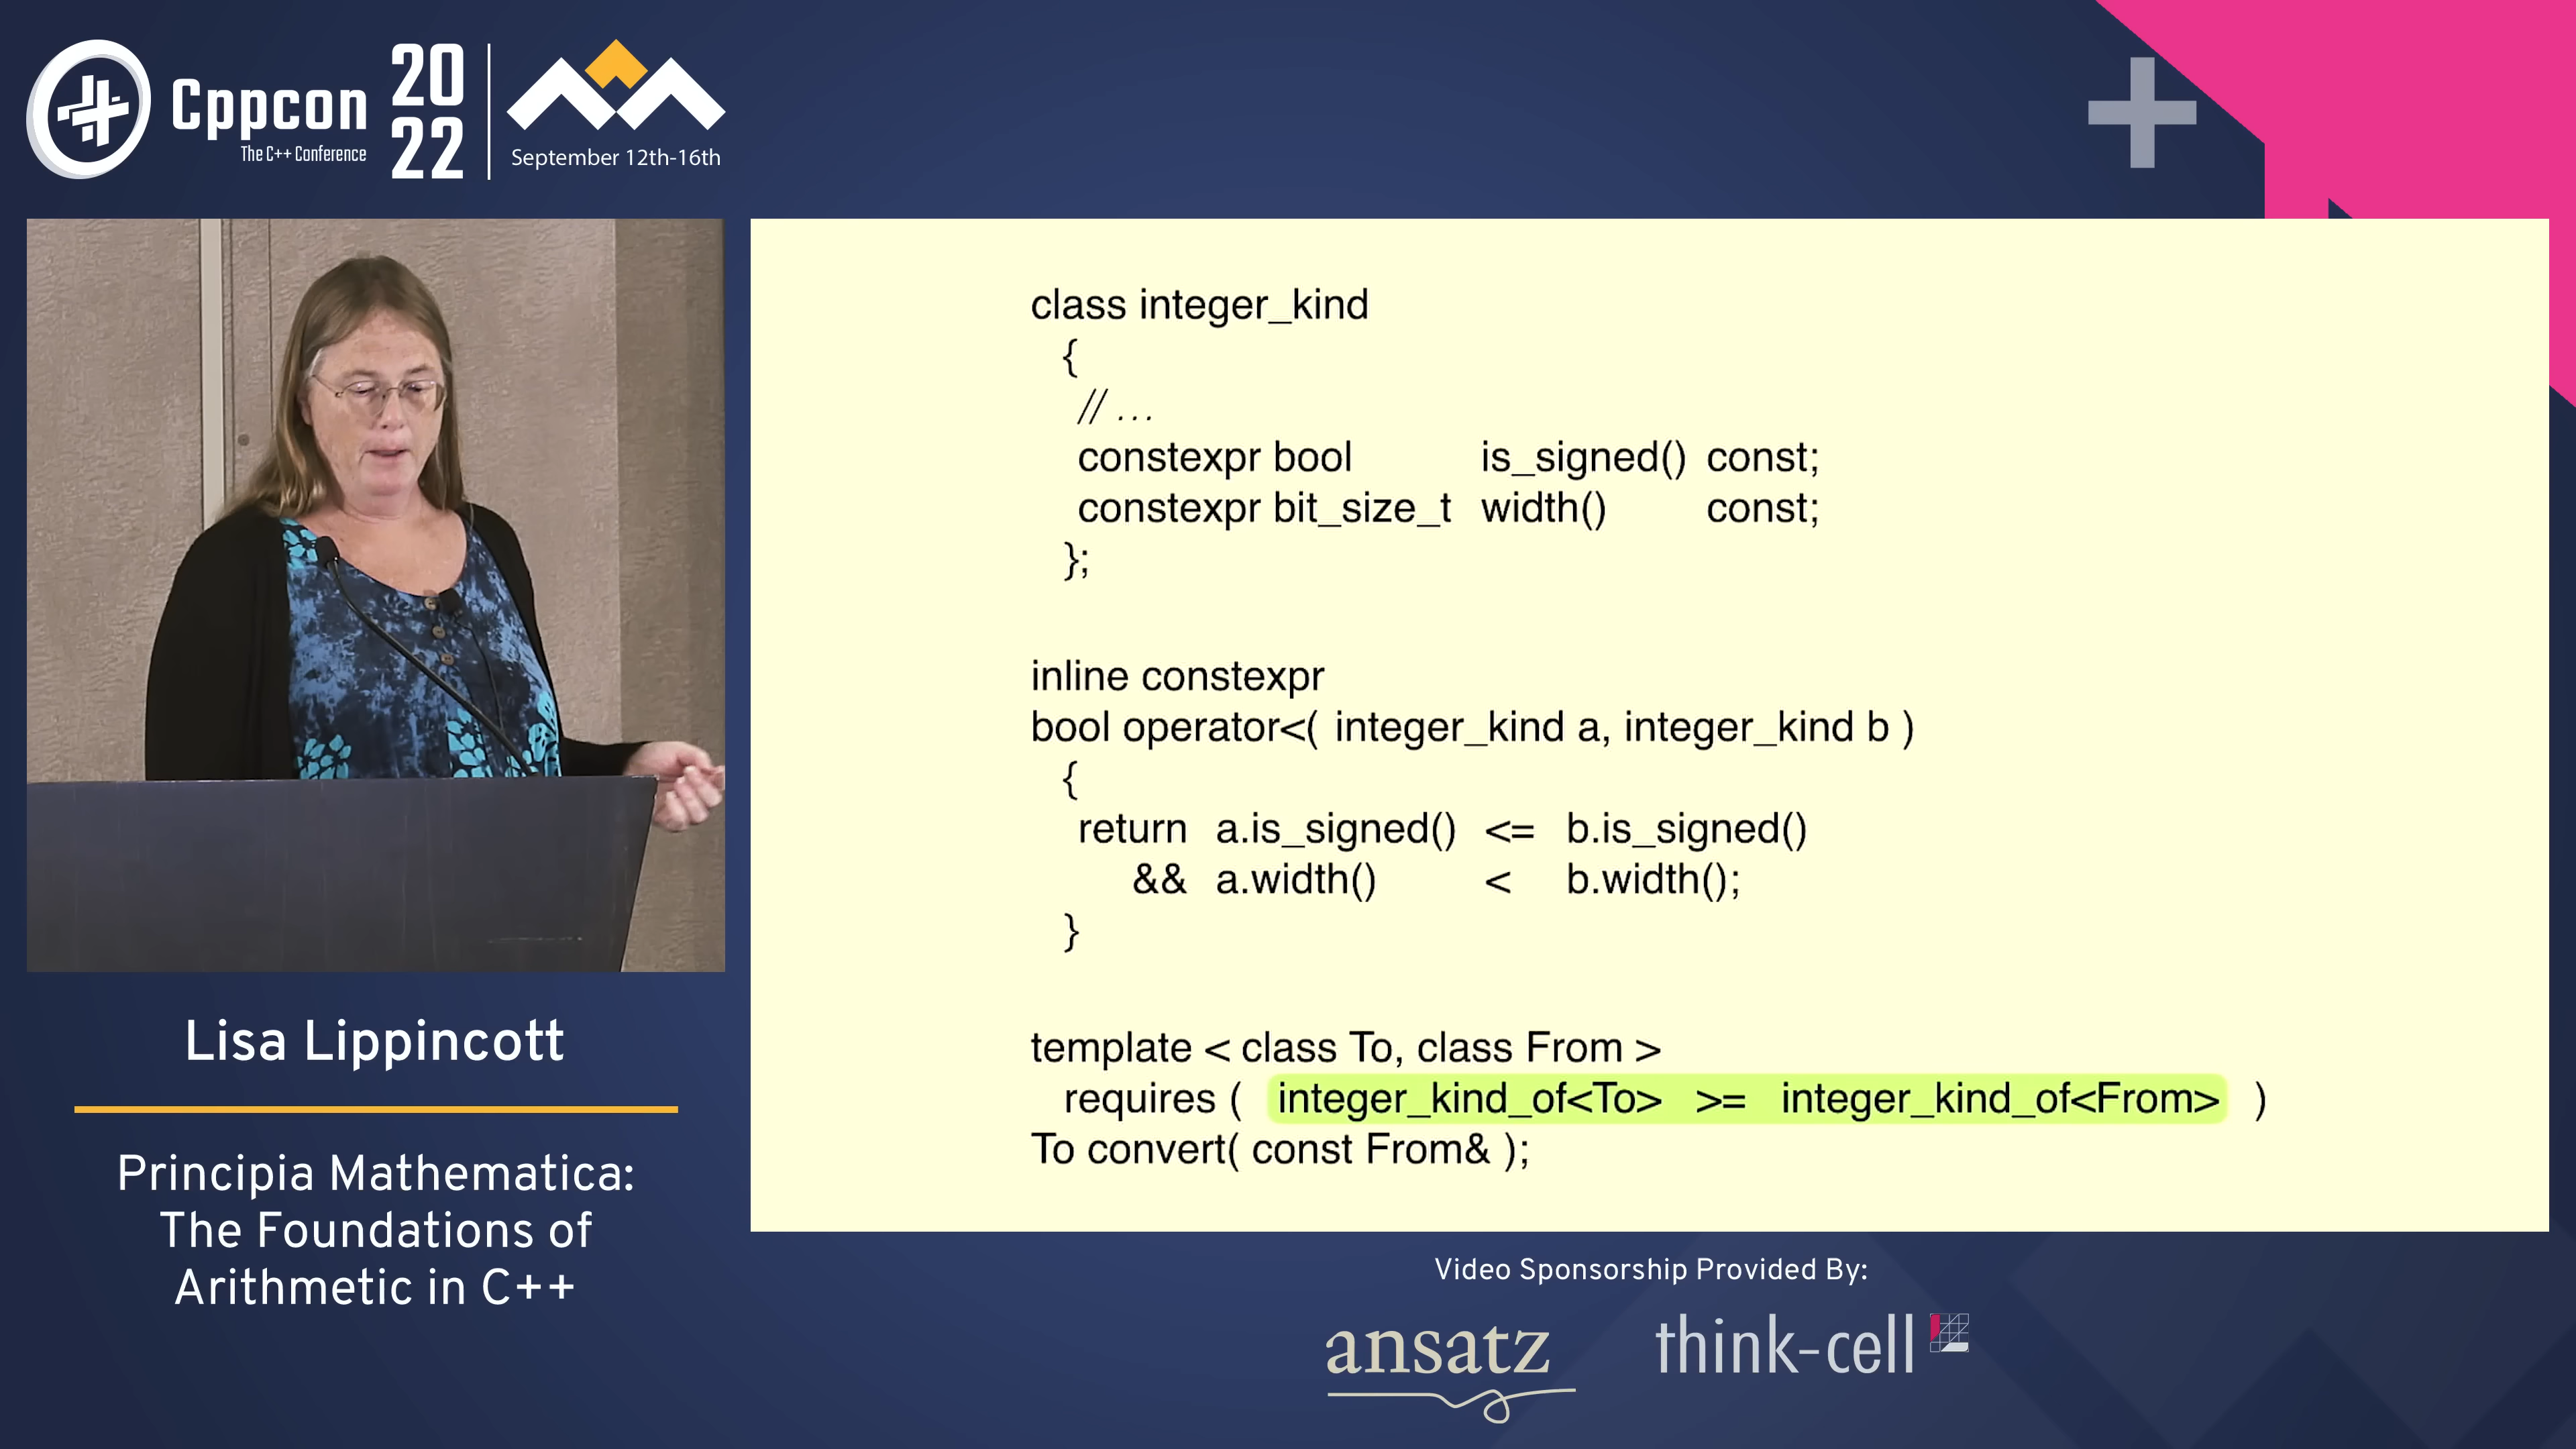 Cppcon
The C++ Conference
20
22
September 12th-16th
class integer_kind
{
// ...
constexpr bool is_signed() const;
constexpr bit_size_t width() const;
};
inline constexpr
bool operator<( integer_kind a, integer_kind b )
{
return a.is_signed() <= b.is_signed()
&& a.width() < b.width();
}
template < class To, class From >
requires ( integer_kind_of<To> >= integer_kind_of<From> )
To convert( const From& );
Lisa Lippincott
Principia Mathematica:
The Foundations of
Arithmetic in C++
Video Sponsorship Provided By:
ansatz
think-cell